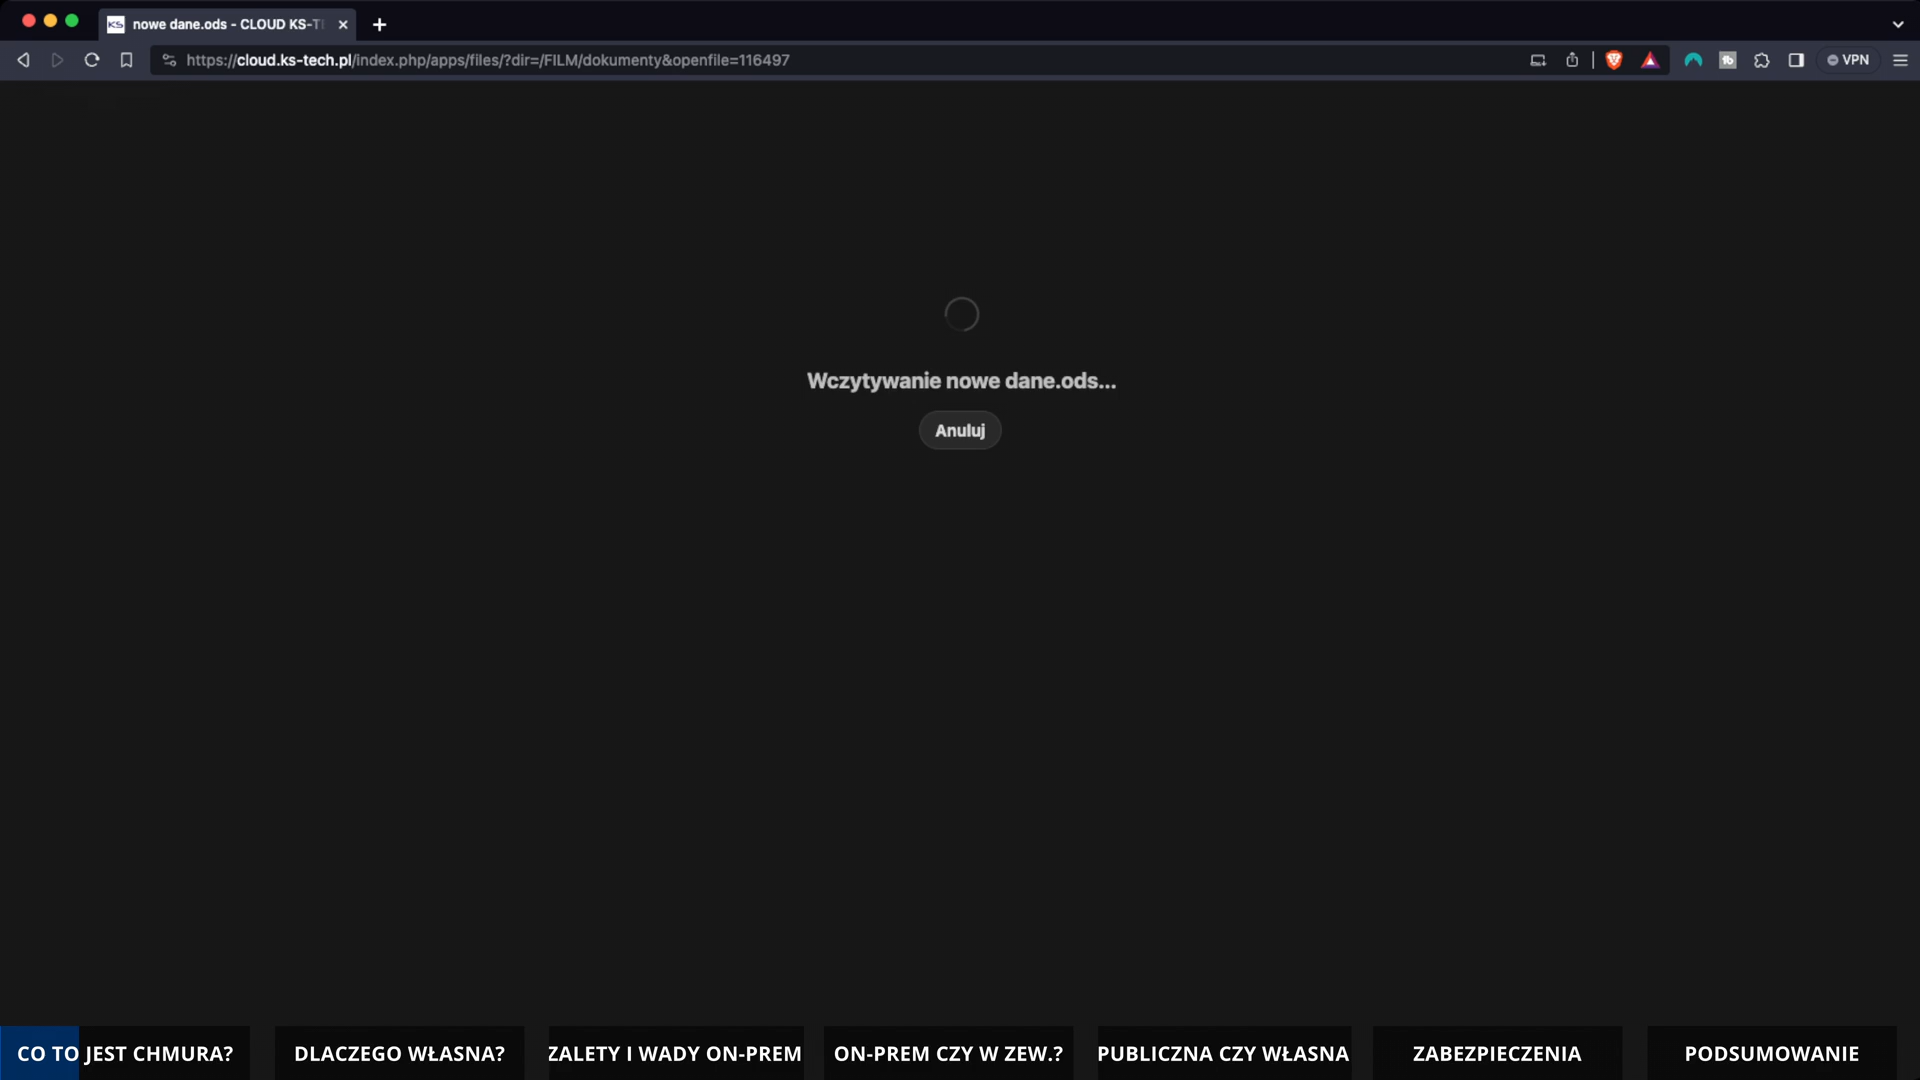 KS nowe dane.ods - CLOUD KS-T
https://cloud.ks-tech.pl/index.php/apps/files/?dir=/FILM/dokumenty&openfile=116497
VPN
Wczytywanie nowe dane.ods...
Anuluj
CO TO JEST CHMURA?
DLACZEGO WŁASNA?
ZALETY I WADY ON-PREM
ON-PREM CZY W ZEW.?
PUBLICZNA CZY WŁASNA
ZABEZPIECZENIA
PODSUMOWANIE